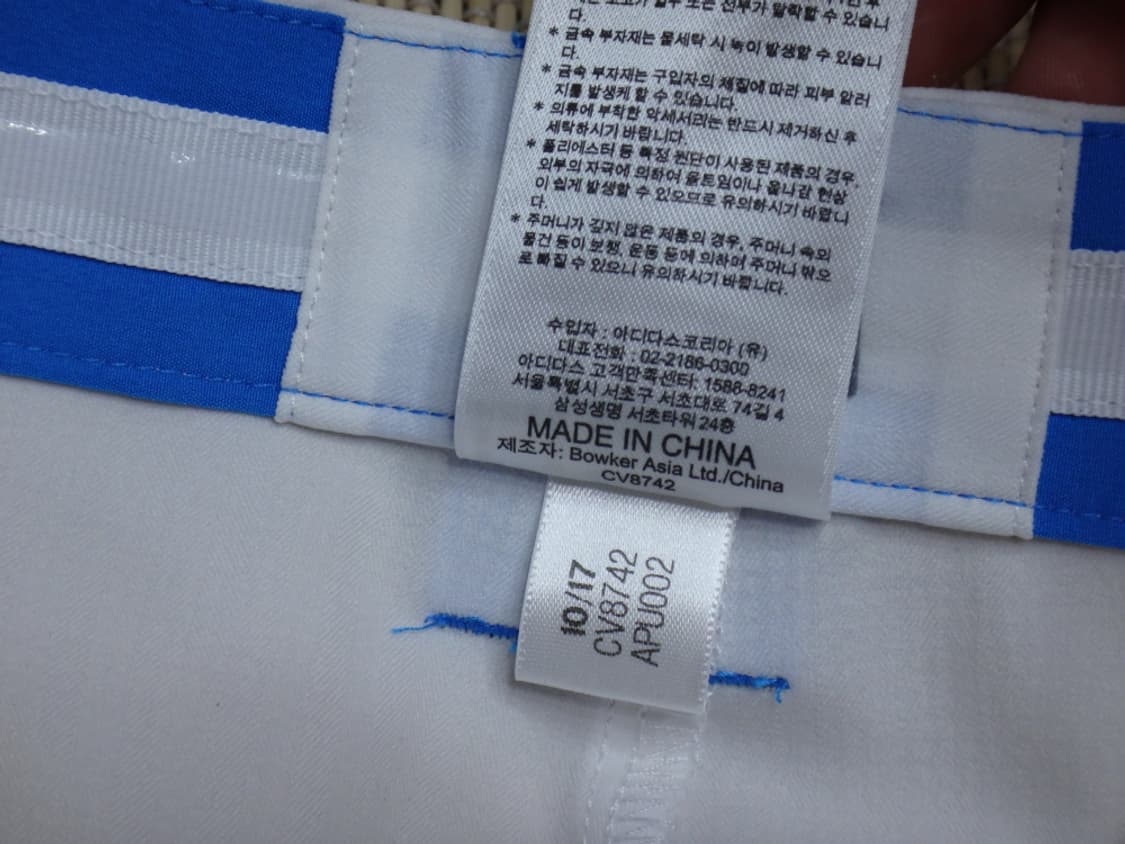 다.
* 금속 부자재는 물세탁 시 녹이 발생할 수 있습니
다.
* 금속 부자재는 구입자의 체질에 따라 피부 알러
지를 발생케 할 수 있습니다.
* 의류에 부착한 악세서리는 반드시 제거하신 후
세탁하시기 바랍니다.
* 폴리에스터 등 특정 원단이 사용된 제품의 경우,
외부의 자극에 의하여 올트임이나 올나감 현상
이 쉽게 발생할 수 있으므로 유의하시기 바랍니
다.
* 주머니가 깊지 않은 제품의 경우, 주머니 속의
물건 등이 보행, 운동 등에 의하여 주머니 밖으
로 빠질 수 있으니 유의하시기 바랍니다.
수입자 : 아디다스코리아 (유)
대표전화 : 02-2186-0300
아디다스 고객만족센터: 1588-8241
서울특별시 서초구 서초대로 74길 4
삼성생명 서초타워 24층
MADE IN CHINA
제조자: Bowker Asia Ltd./China
CV8742
10/17
CV8742
APU002